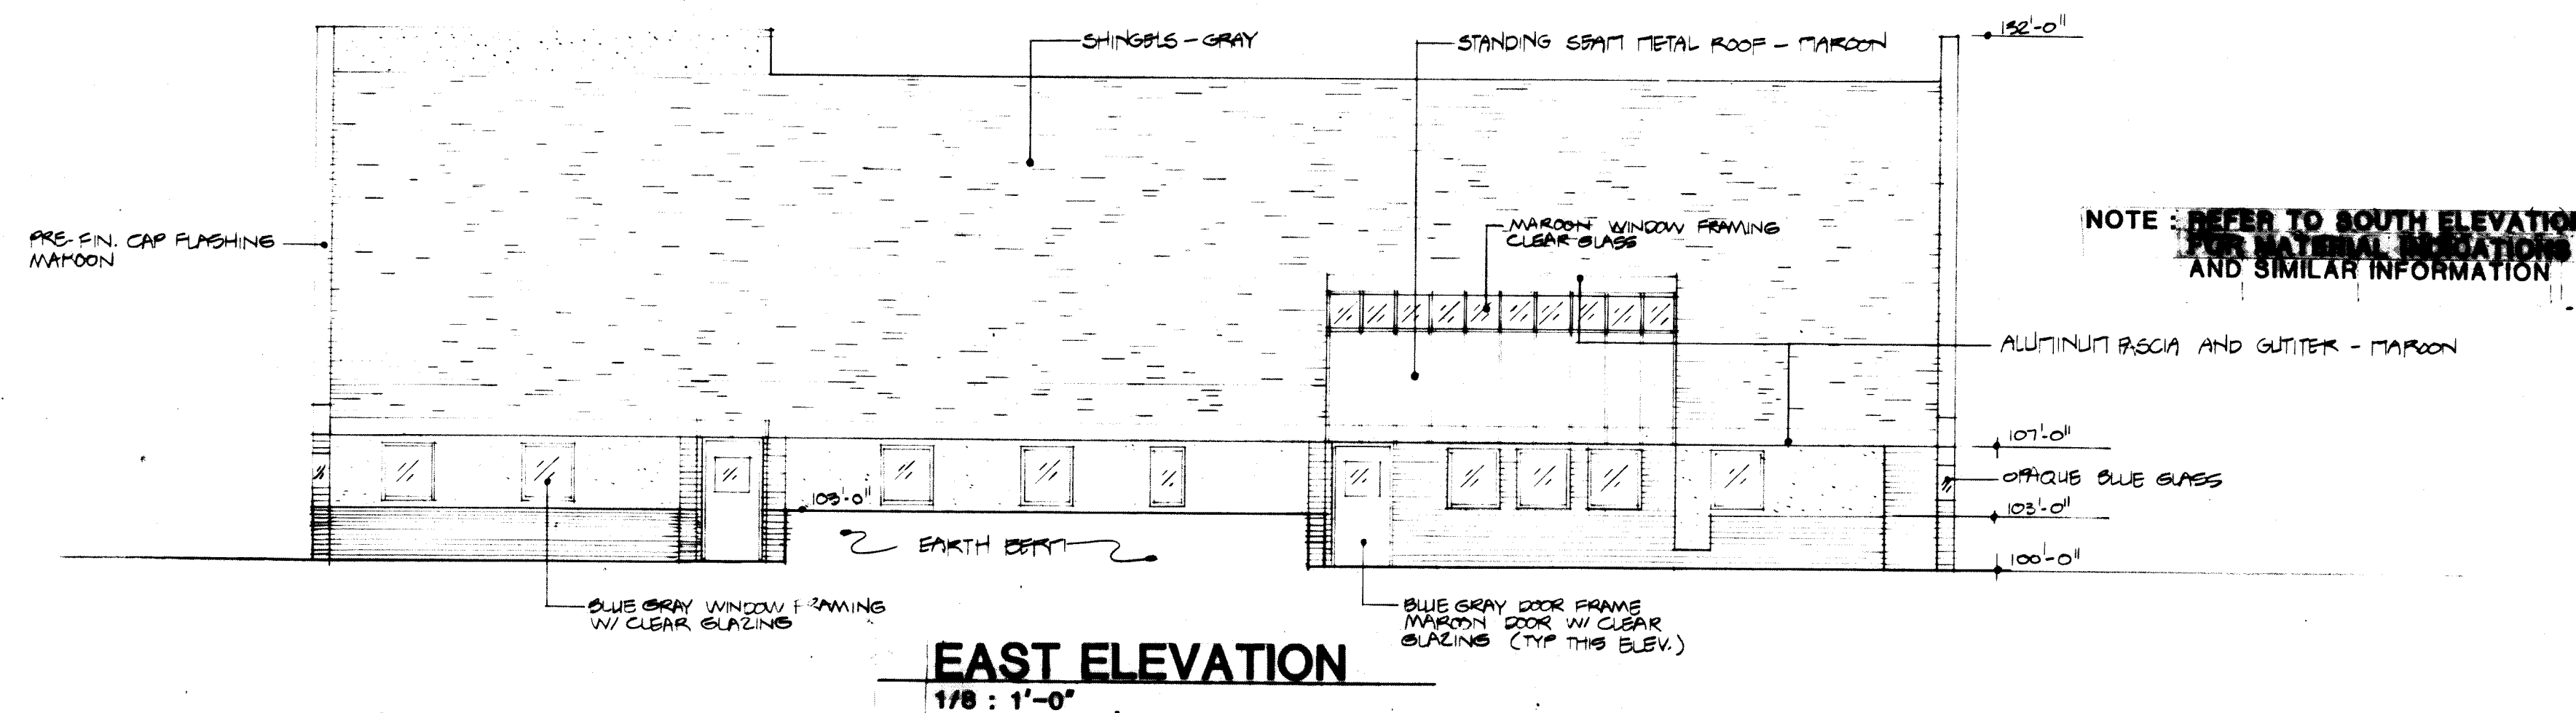 SHINGELS - GRAY
STANDING SEAM METAL ROOF - MAROON
132'-0"
PRE-FIN. CAP FLASHING
MAROON
MAROON WINDOW FRAMING
CLEAR GLASS
NOTE : REFER TO SOUTH ELEVATION
FOR MATERIAL INDICATIONS
AND SIMILAR INFORMATION
ALUMINUM FASCIA AND GUTTER - MAROON
107'-0"
OPAQUE BLUE GLASS
103'-0"
103'-0"
EARTH BERM
100'-0"
BLUE GRAY WINDOW FRAMING
W/ CLEAR GLAZING
BLUE GRAY DOOR FRAME
MAROON DOOR W/ CLEAR
GLAZING (TYP THIS ELEV.)
EAST ELEVATION
1/8 : 1'-0"